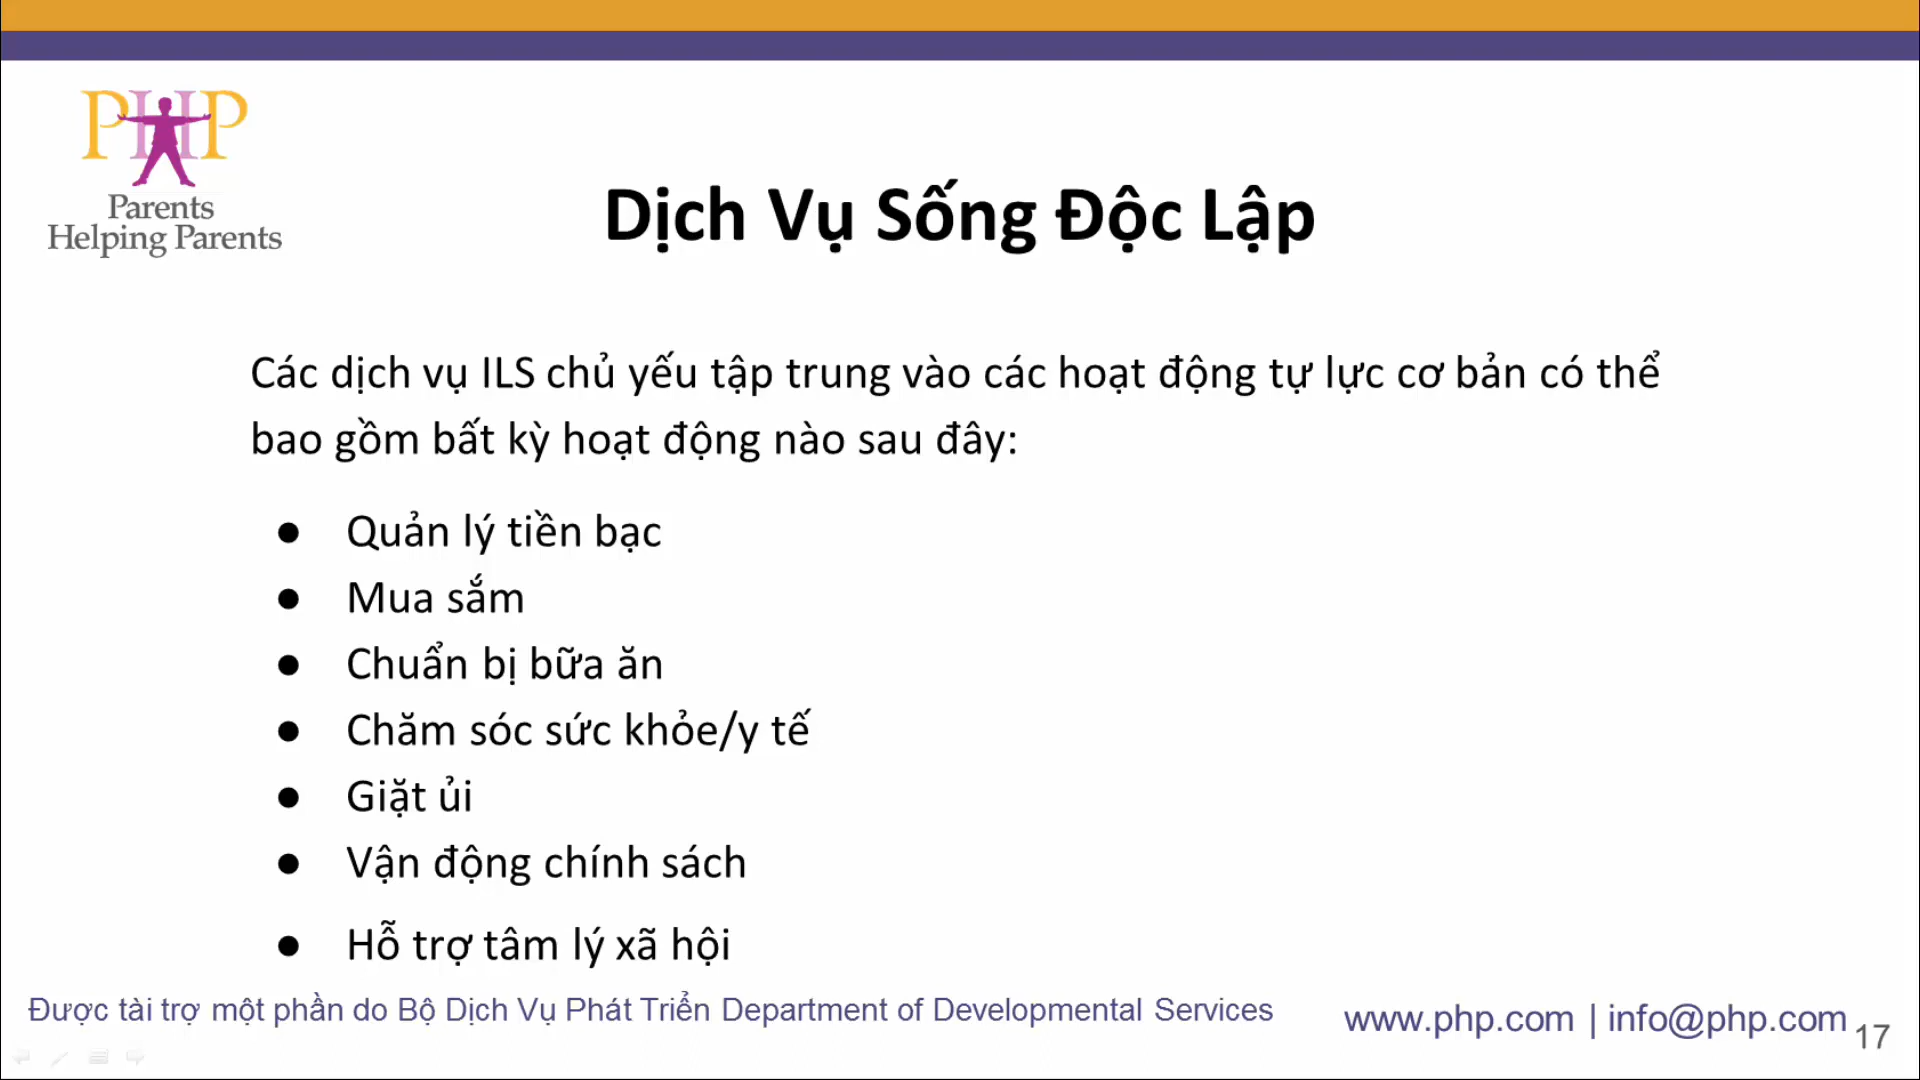 PHP
Parents
Helping Parents
Dịch Vụ Sống Độc Lập
Các dịch vụ ILS chủ yếu tập trung vào các hoạt động tự lực cơ bản có thể
bao gồm bất kỳ hoạt động nào sau đây:
● Quản lý tiền bạc
● Mua sắm
● Chuẩn bị bữa ăn
● Chăm sóc sức khỏe/y tế
● Giặt ủi
● Vận động chính sách
● Hỗ trợ tâm lý xã hội
Được tài trợ một phần do Bộ Dịch Vụ Phát Triển Department of Developmental Services
www.php.com | info@php.com
17